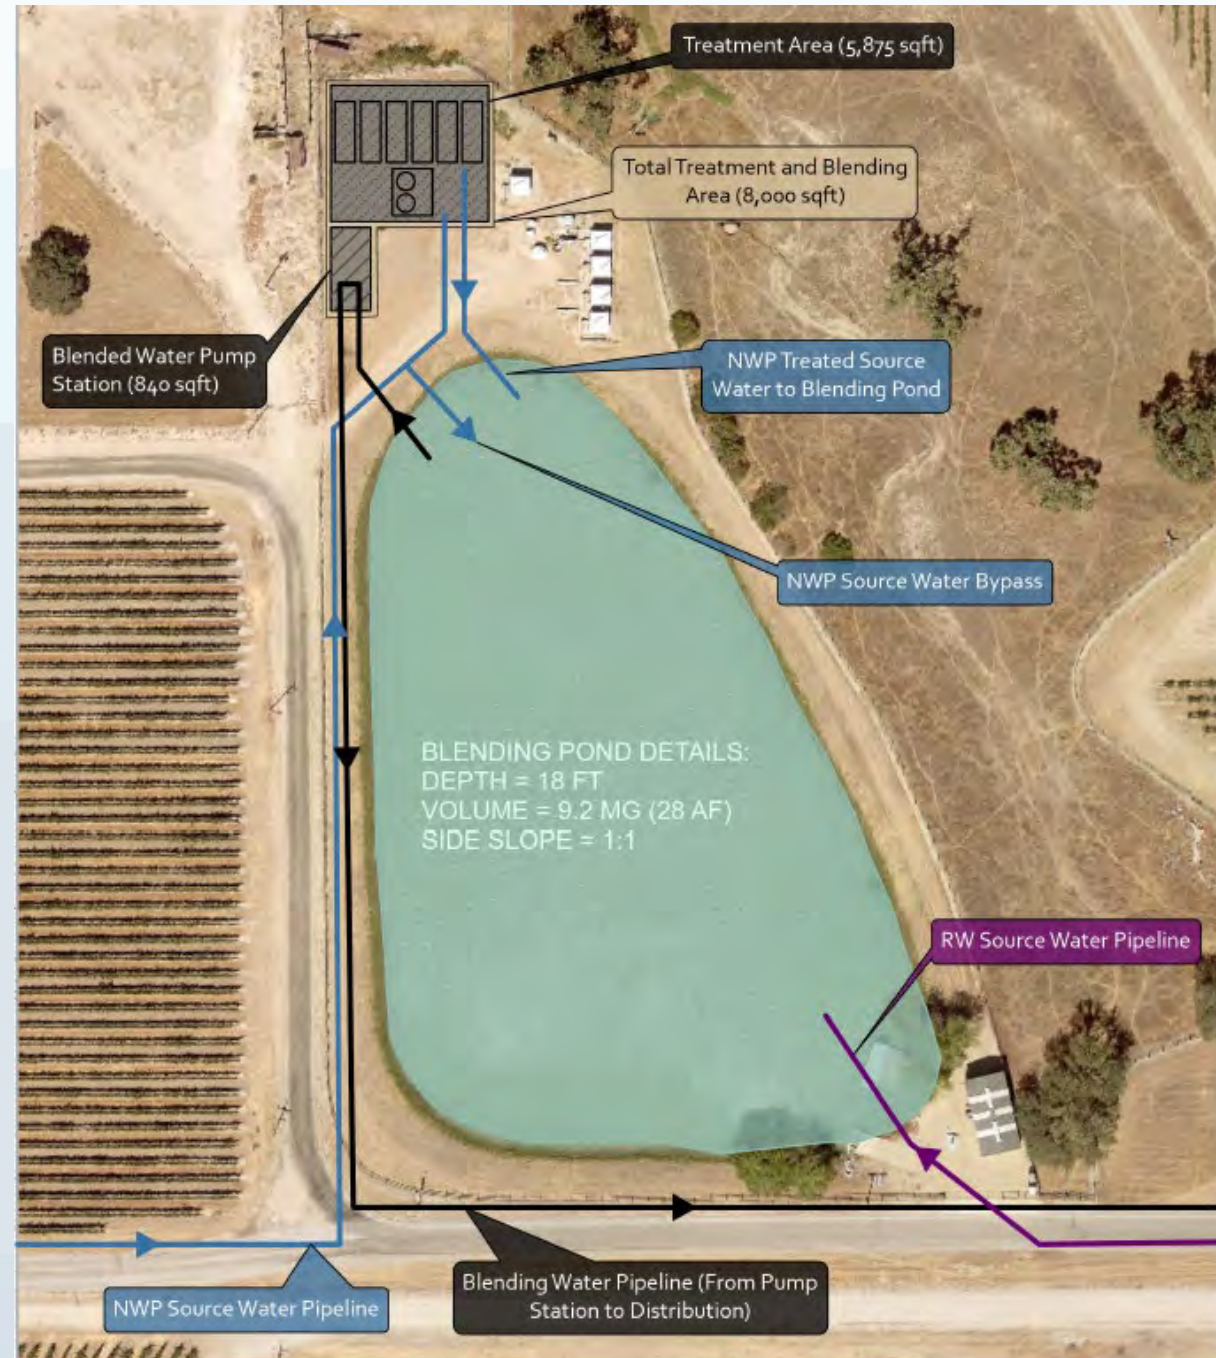 Treatment Area (5,875 sqft)
Total Treatment and Blending
Area (8,000 sqft)
Blended Water Pump
Station (840 sqft)
NWP Treated Source
Water to Blending Pond
NWP Source Water Bypass
BLENDING POND DETAILS:
DEPTH = 18 FT
VOLUME = 9.2 MG (28 AF)
SIDE SLOPE = 1:1
RW Source Water Pipeline
Blending Water Pipeline (From Pump
Station to Distribution)
NWP Source Water Pipeline